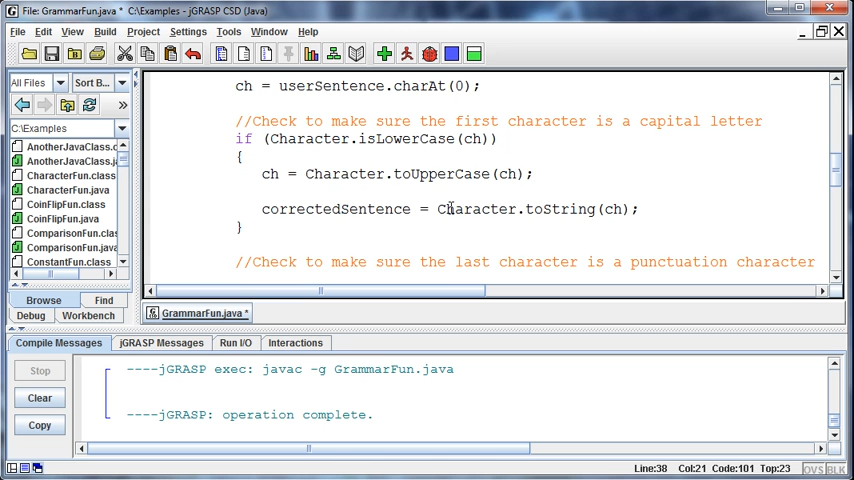 File: GrammarFun.java * C:\Examples - jGRASP CSD (Java)
File Edit View Build Project Settings Tools Window Help
All Files Sort B...
C:\Examples
AnotherJavaClass.c
AnotherJavaClass.j
CharacterFun.class
CharacterFun.java
CoinFlipFun.class
CoinFlipFun.java
ComparisonFun.cla
ComparisonFun.jav
ConstantFun.class
Browse Find
Debug Workbench
ch = userSentence.charAt(0);
//Check to make sure the first character is a capital letter
if (Character.isLowerCase(ch))
{
ch = Character.toUpperCase(ch);
correctedSentence = Character.toString(ch);
}
//Check to make sure the last character is a punctuation character
GrammarFun.java *
Compile Messages jGRASP Messages Run I/O Interactions
Stop
Clear
Copy
----jGRASP exec: javac -g GrammarFun.java
----jGRASP: operation complete.
Line:38 Col:21 Code:101 Top:23 OVS BLK